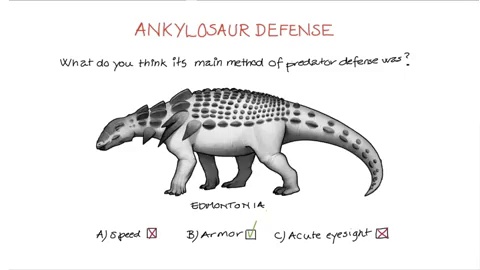 ANKYLOSAUR DEFENSE
What do you think its main method of predator defense was?
EDMONTONIA
A) Speed B) Armor C) Acute eyesight